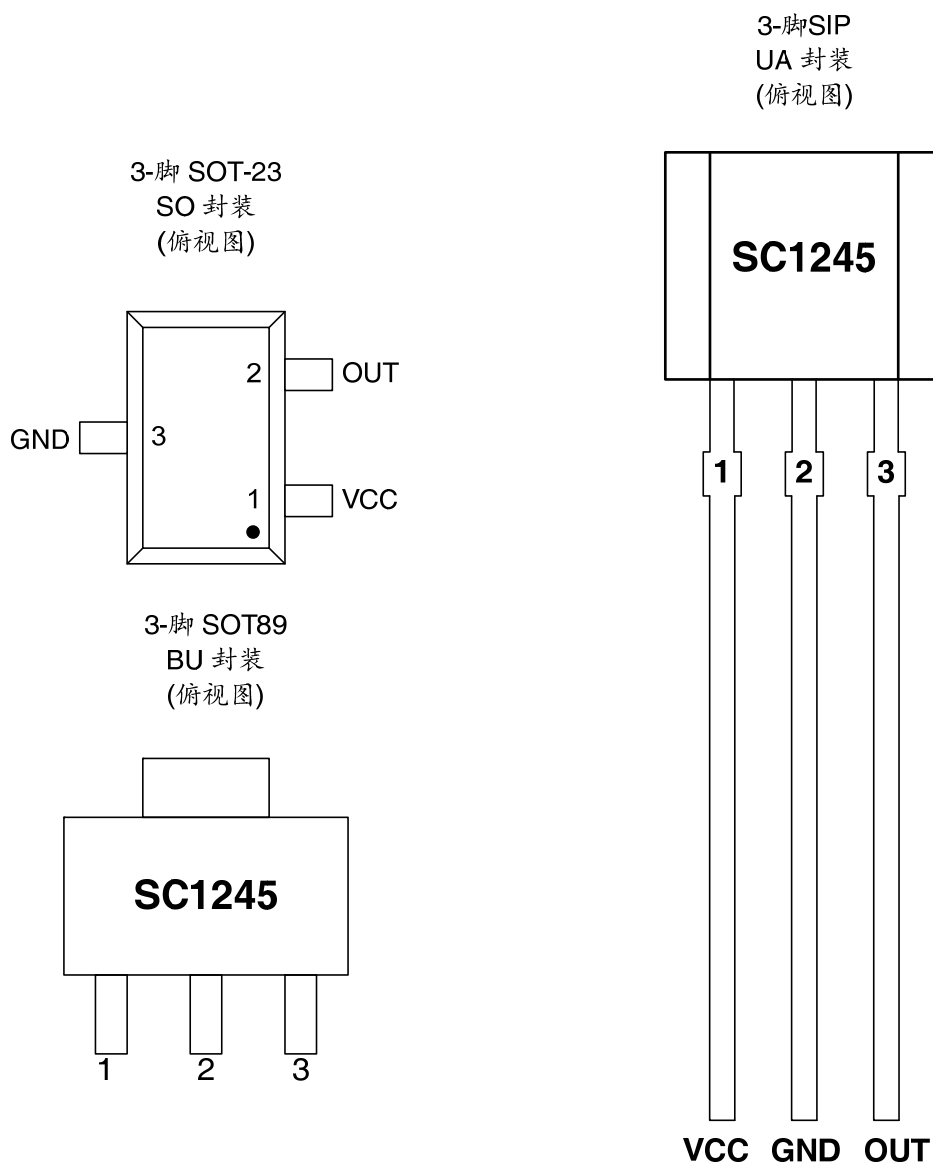 3-脚 SOT-23
SO 封装
(俯视图)
2 OUT
GND 3
1 VCC
3-脚 SOT89
BU 封装
(俯视图)
SC1245
1 2 3
3-脚SIP
UA 封装
(俯视图)
SC1245
1 2 3
VCC GND OUT